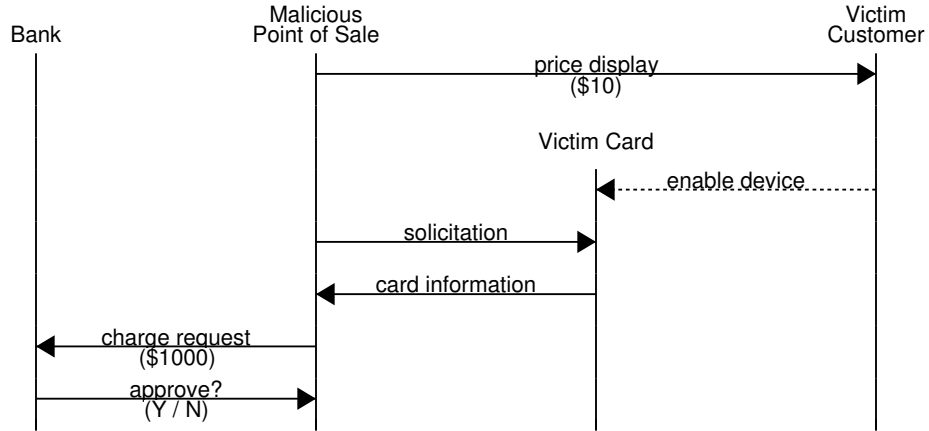 Bank
Malicious
Point of Sale
Victim
Customer
price display
($10)
Victim Card
enable device
solicitation
card information
charge request
($1000)
approve?
(Y / N)